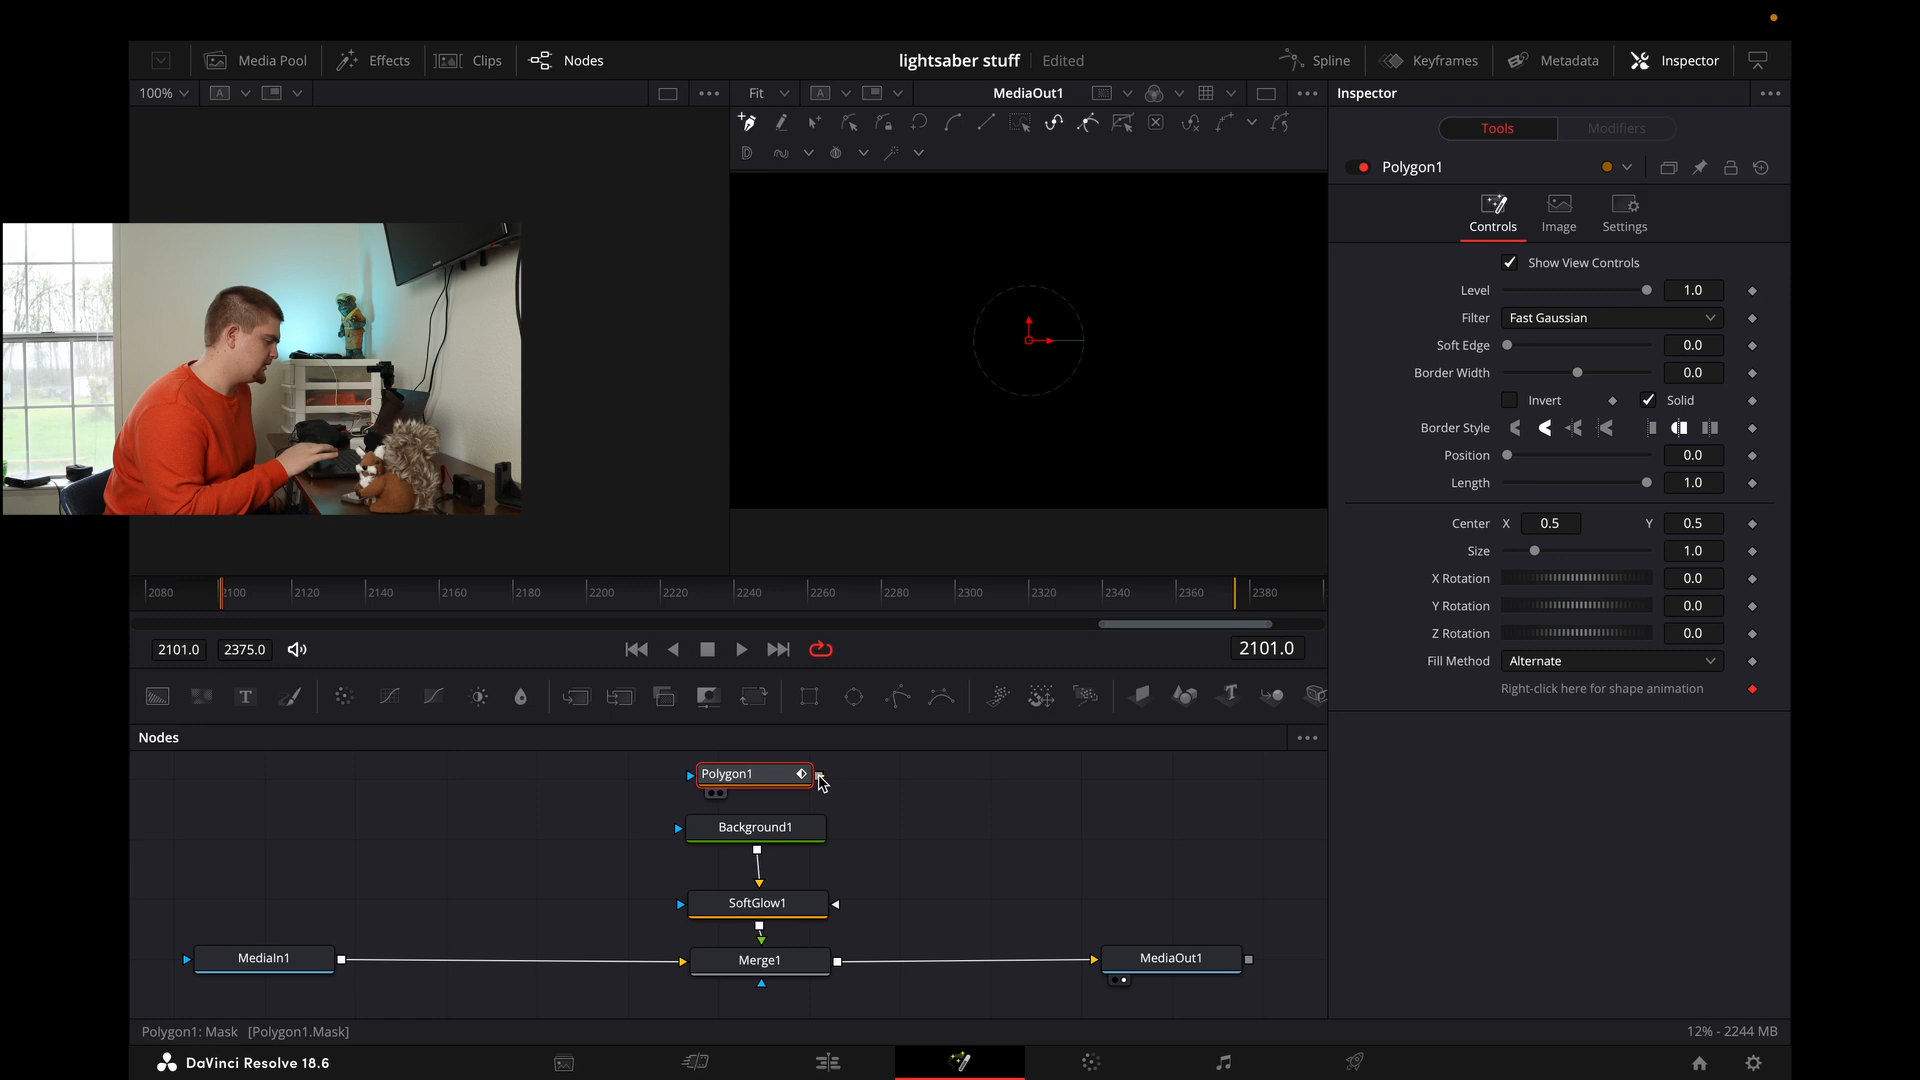 Media Pool
Effects
Clips
Nodes
lightsaber stuff
Edited
Spline
Keyframes
Metadata
Inspector
100%
A
Fit
A
MediaOut1
Inspector
Tools
Modifiers
Polygon1
Controls
Image
Settings
Show View Controls
Level 1.0
Filter Fast Gaussian
Soft Edge 0.0
Border Width 0.0
Invert Solid
Border Style
Position 0.0
Length 1.0
Center X 0.5 Y 0.5
Size 1.0
X Rotation 0.0
Y Rotation 0.0
Z Rotation 0.0
Fill Method Alternate
Right-click here for shape animation
2080 2100 2120 2140 2160 2180 2200 2220 2240 2260 2280 2300 2320 2340 2360 2380
2101.0 2375.0 2101.0
T
Nodes
Polygon1
Background1
SoftGlow1
MediaIn1
Merge1
MediaOut1
Polygon1: Mask [Polygon1.Mask]
12% - 2244 MB
DaVinci Resolve 18.6